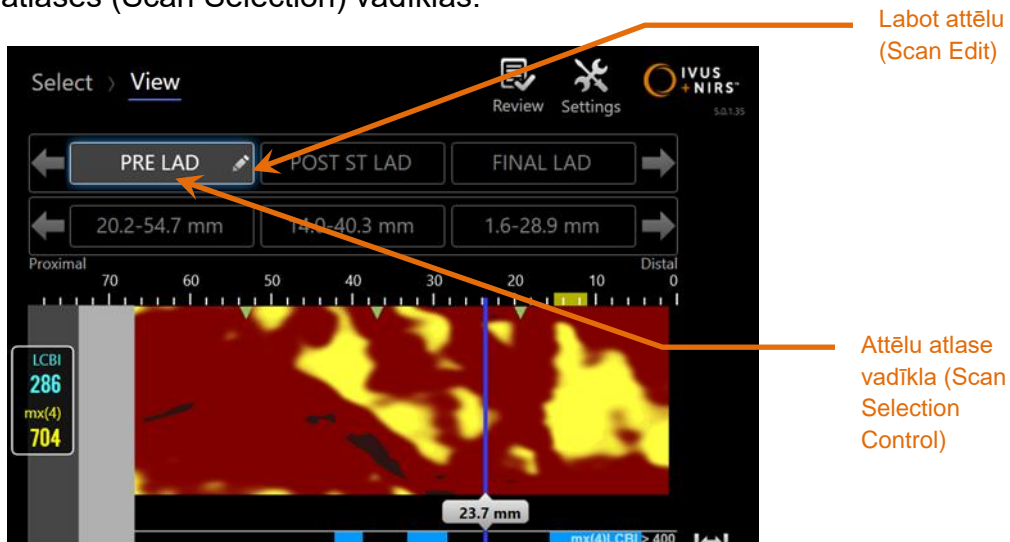 atlases (Scan Selection) vadīklas.
Labot attēlu
(Scan Edit)
Select > View
Review
Settings
IVUS
+NIRS™
5.0.1.35
PRE LAD
POST ST LAD
FINAL LAD
20.2-54.7 mm
14.0-40.3 mm
1.6-28.9 mm
Proximal
Distal
70 60 50 40 30 20 10 0
LCBI
286
mx(4)
704
Attēlu atlase
vadīkla (Scan
Selection
Control)
23.7 mm
mx(4)LCBI > 400